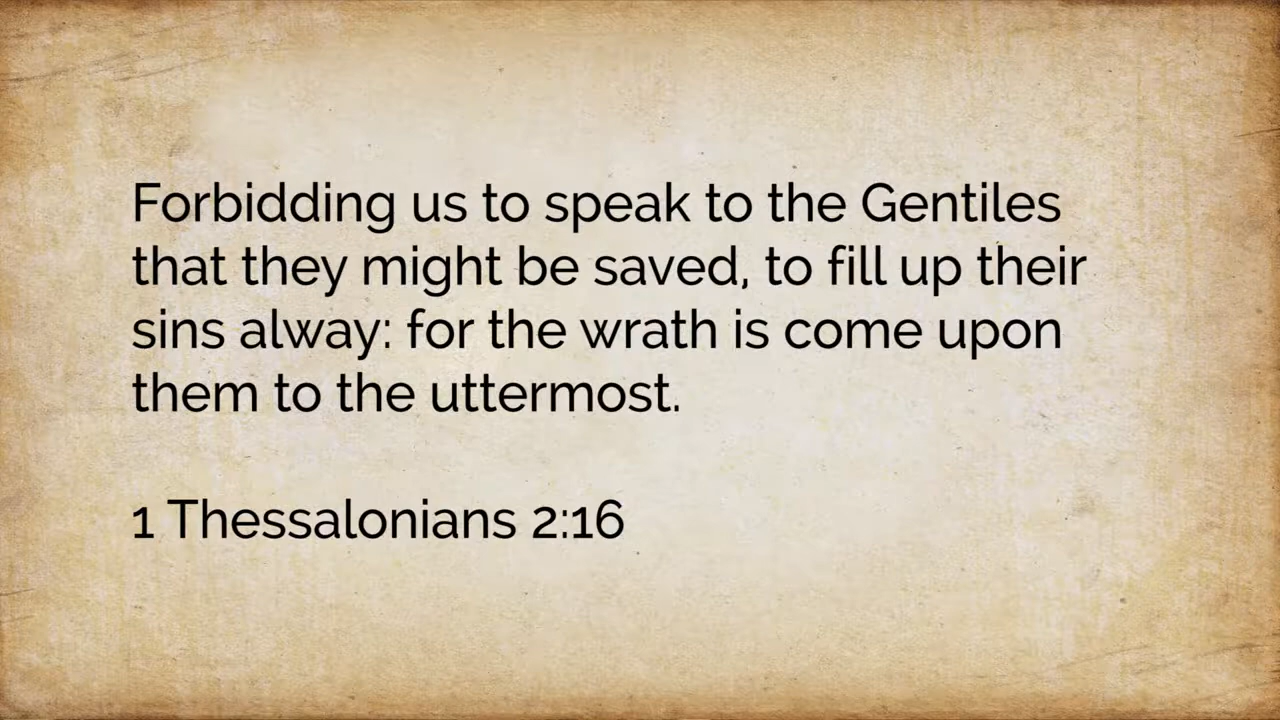 Forbidding us to speak to the Gentiles
that they might be saved, to fill up their
sins alway: for the wrath is come upon
them to the uttermost.
1 Thessalonians 2:16